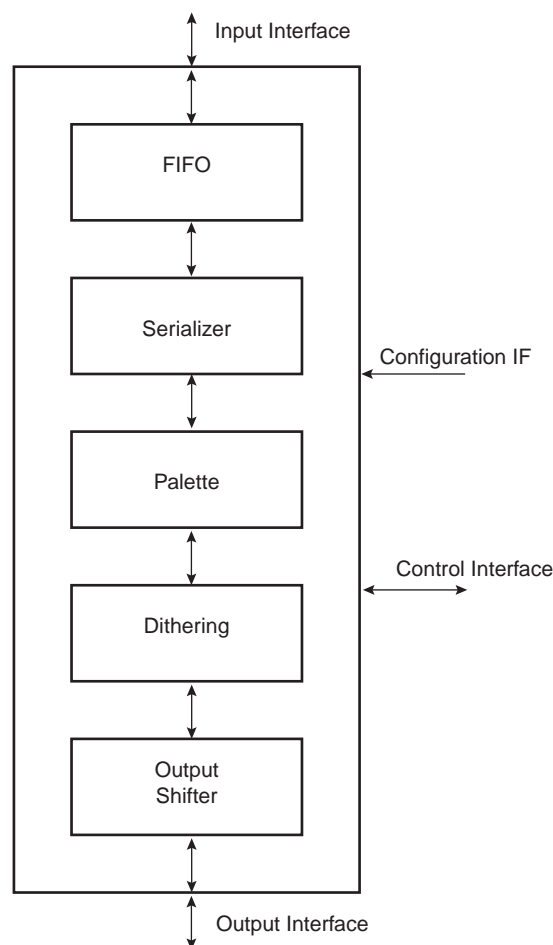 Input Interface
FIFO
Serializer
Configuration IF
Palette
Control Interface
Dithering
Output
Shifter
Output Interface